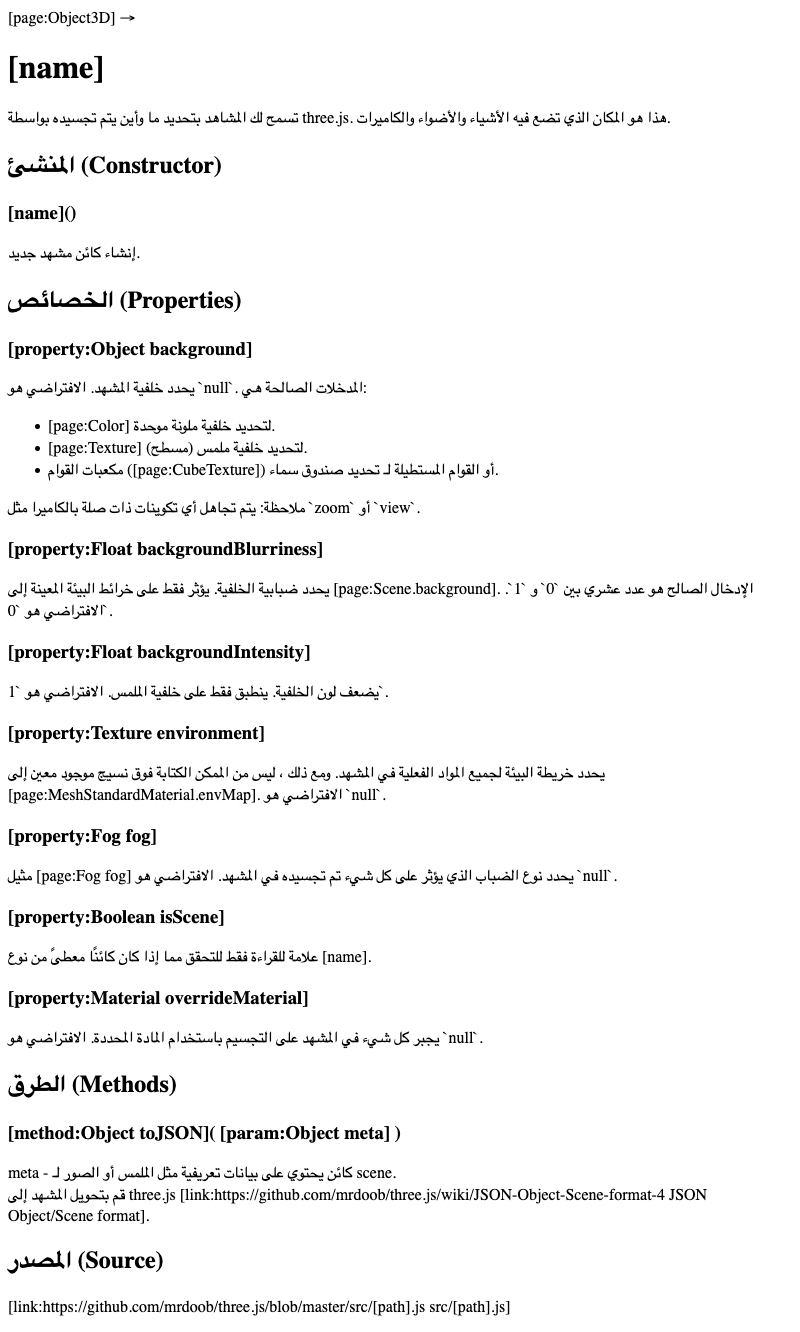 [page:Object3D] →
[name]
تسمح لك المشاهد بتحديد ما وأين يتم تجسيده بواسطة three.js. هذا هو المكان الذي تضع فيه الأشياء والأضواء والكاميرات.
المنشئ (Constructor)
[name]()
إنشاء كائن مشهد جديد.
الخصائص (Properties)
[property:Object background]
يحدد خلفية المشهد. الافتراضي هو `null`. المدخلات الصالحة هي:
• [page:Color] لتحديد خلفية ملونة موحدة.
• [page:Texture] لتحديد خلفية ملمس (مسطح).
• مكعبات القوام ([page:CubeTexture]) أو القوام المستطيلة لـ تحديد صندوق سماء.
ملاحظة: يتم تجاهل أي تكوينات ذات صلة بالكاميرا مثل `zoom` أو `view`.
[property:Float backgroundBlurriness]
يحدد ضبابية الخلفية. يؤثر فقط على خرائط البيئة المعينة إلى [page:Scene.background]. الإدخال الصالح هو عدد عشري بين `0` و `1`.
الافتراضي هو `0`.
[property:Float backgroundIntensity]
يضعف لون الخلفية. ينطبق فقط على خلفية الملمس. الافتراضي هو `1`.
[property:Texture environment]
يحدد خريطة البيئة لجميع المواد الفعلية في المشهد. ومع ذلك ، ليس من الممكن الكتابة فوق نسيج موجود معين إلى
[page:MeshStandardMaterial.envMap]. الافتراضي هو `null`.
[property:Fog fog]
مثيل [page:Fog fog] يحدد نوع الضباب الذي يؤثر على كل شيء تم تجسيده في المشهد. الافتراضي هو `null`.
[property:Boolean isScene]
علامة للقراءة فقط للتحقق مما إذا كان كائنًا معطىً من نوع [name].
[property:Material overrideMaterial]
يجبر كل شيء في المشهد على التجسيم باستخدام المادة المحددة. الافتراضي هو `null`.
الطرق (Methods)
[method:Object toJSON]( [param:Object meta] )
meta - كائن يحتوي على بيانات تعريفية مثل الملمس أو الصور لـ scene.
قم بتحويل المشهد إلى three.js [link:https://github.com/mrdoob/three.js/wiki/JSON-Object-Scene-format-4 JSON
Object/Scene format].
المصدر (Source)
[link:https://github.com/mrdoob/three.js/blob/master/src/[path].js src/[path].js]